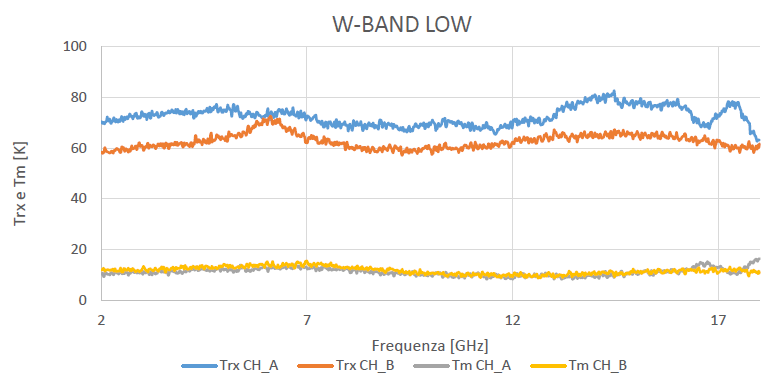 W-BAND LOW
100
80
60
40
20
0
Trx e Tm [K]
2 7 12 17
Frequenza [GHz]
Trx CH_A Trx CH_B Tm CH_A Tm CH_B